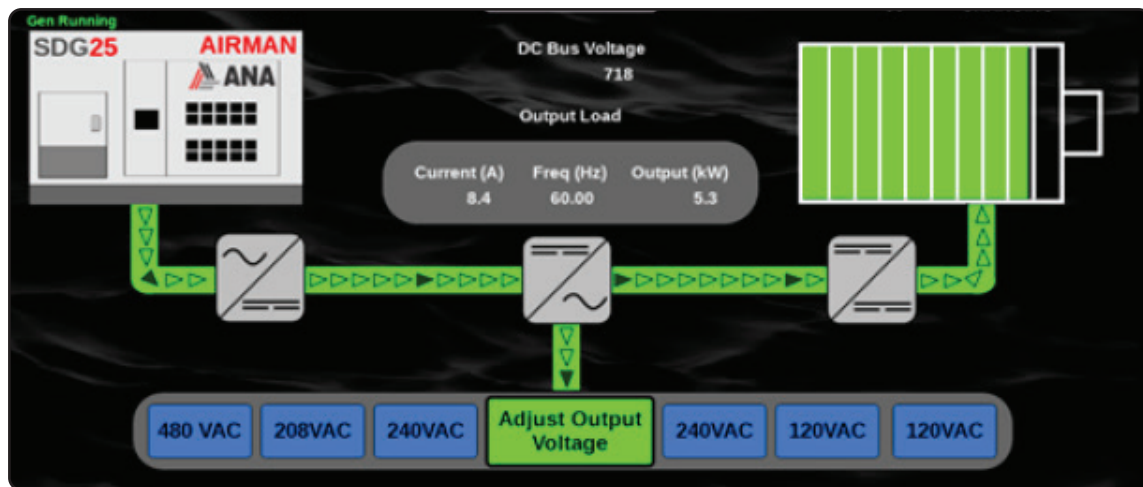 Gen Running
SDG25 AIRMAN
ANA
DC Bus Voltage
718
Output Load
Current (A) Freq (Hz) Output (kW)
8.4 60.00 5.3
480 VAC 208VAC 240VAC Adjust Output Voltage 240VAC 120VAC 120VAC